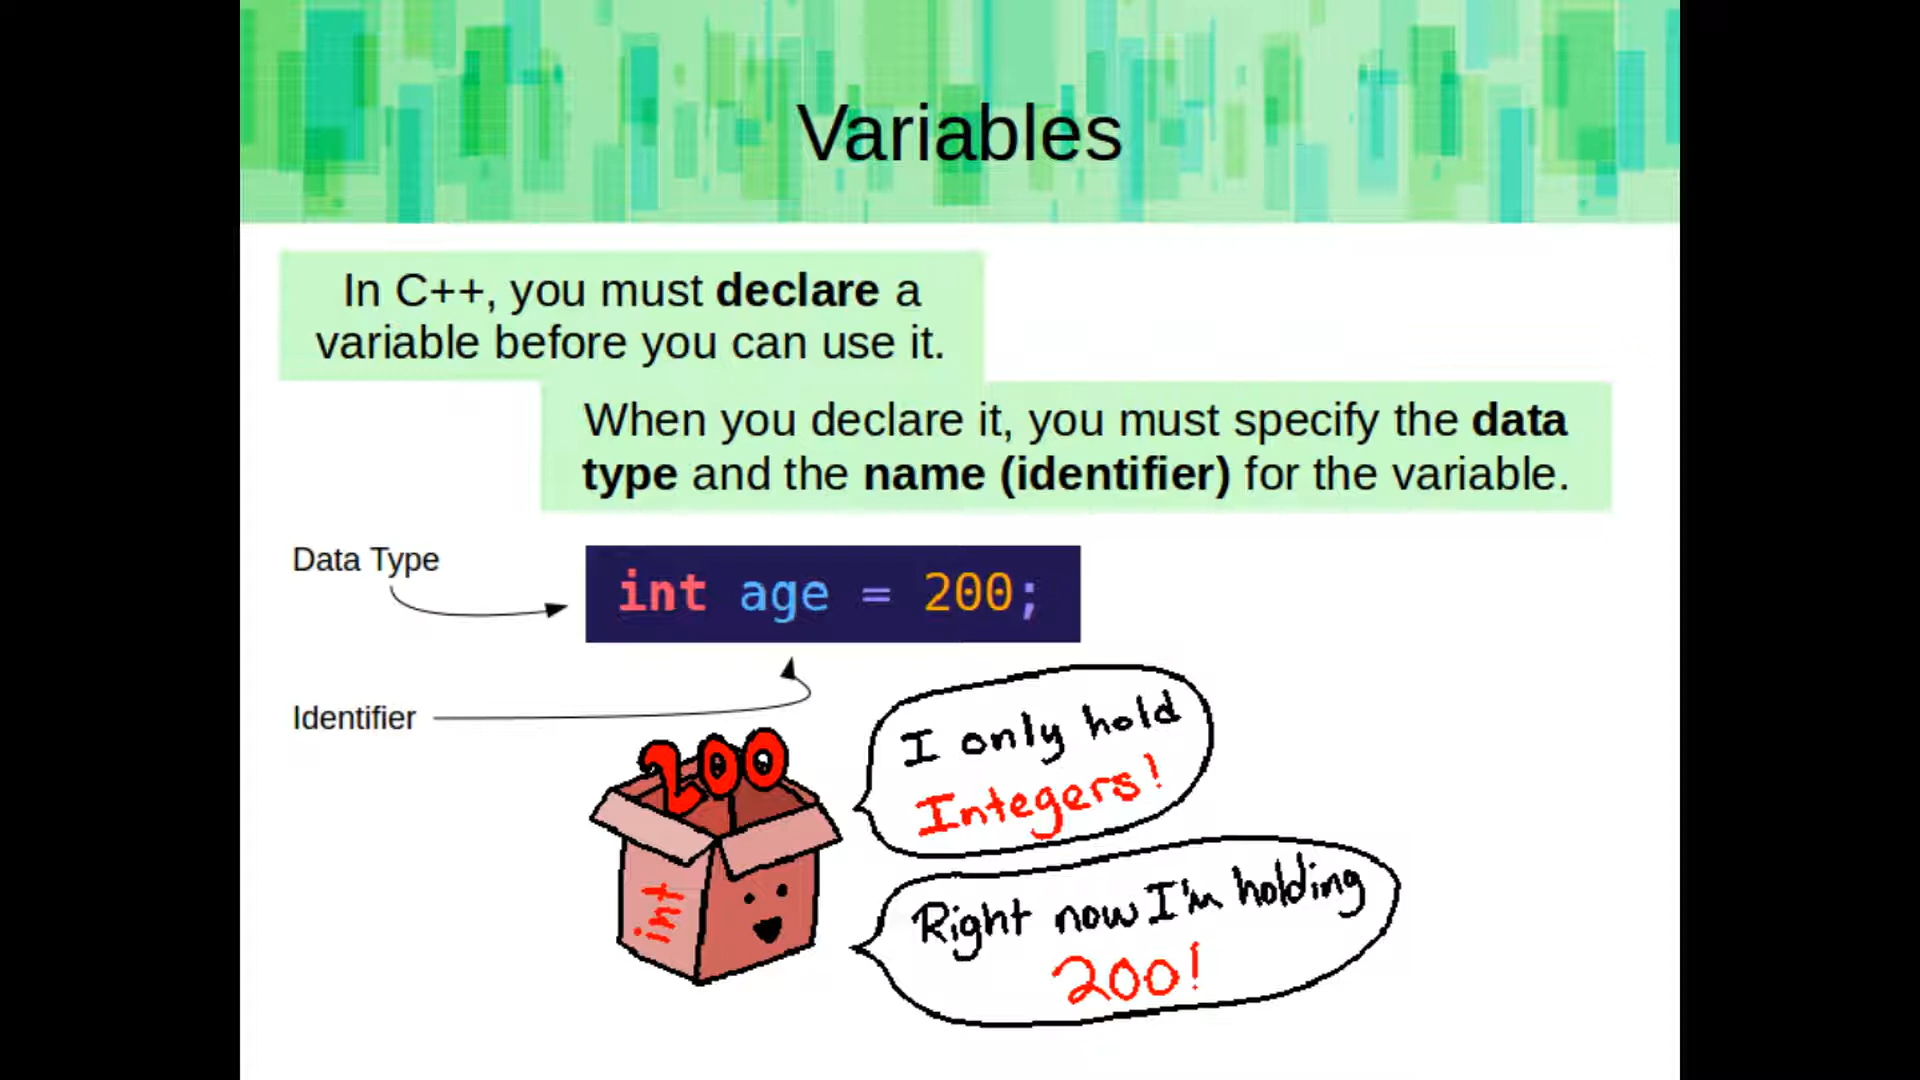 Variables
In C++, you must declare a
variable before you can use it.
When you declare it, you must specify the data
type and the name (identifier) for the variable.
Data Type
int age = 200;
Identifier
200
I only hold
Integers!
int
Right now I'm holding
200!